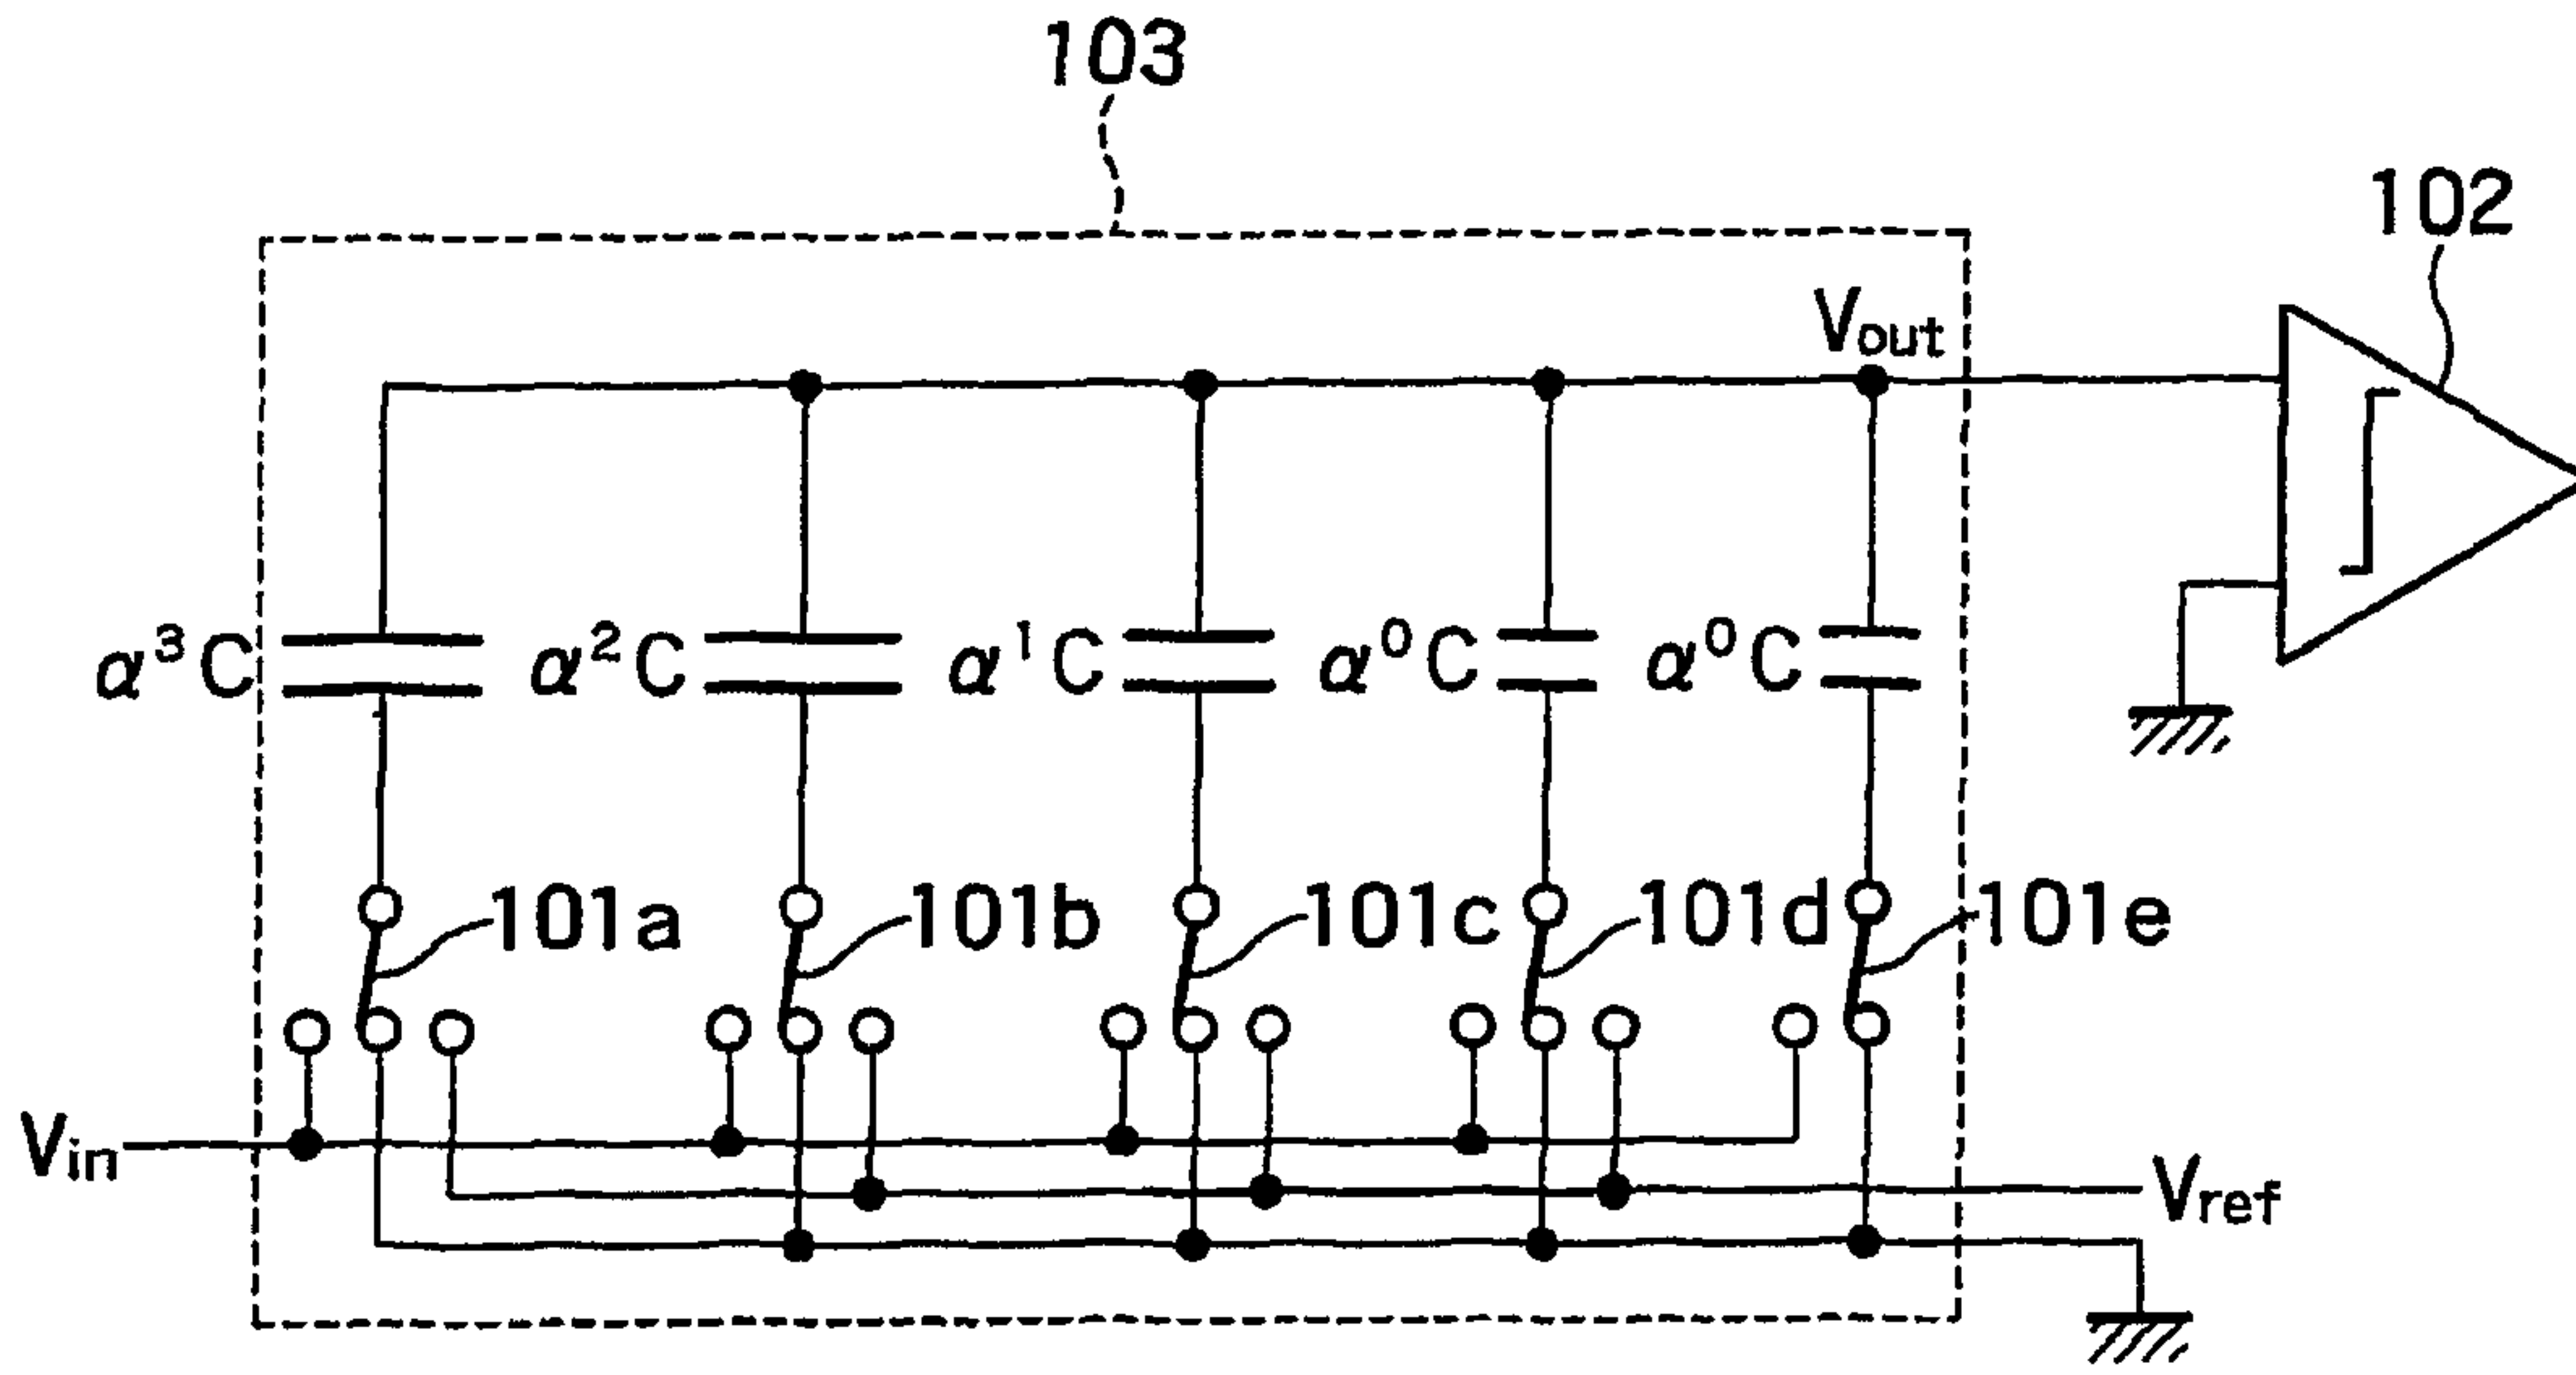 103
102
Vout
α³C α²C α¹C α⁰C α⁰C
101a 101b 101c 101d 101e
Vin
Vref